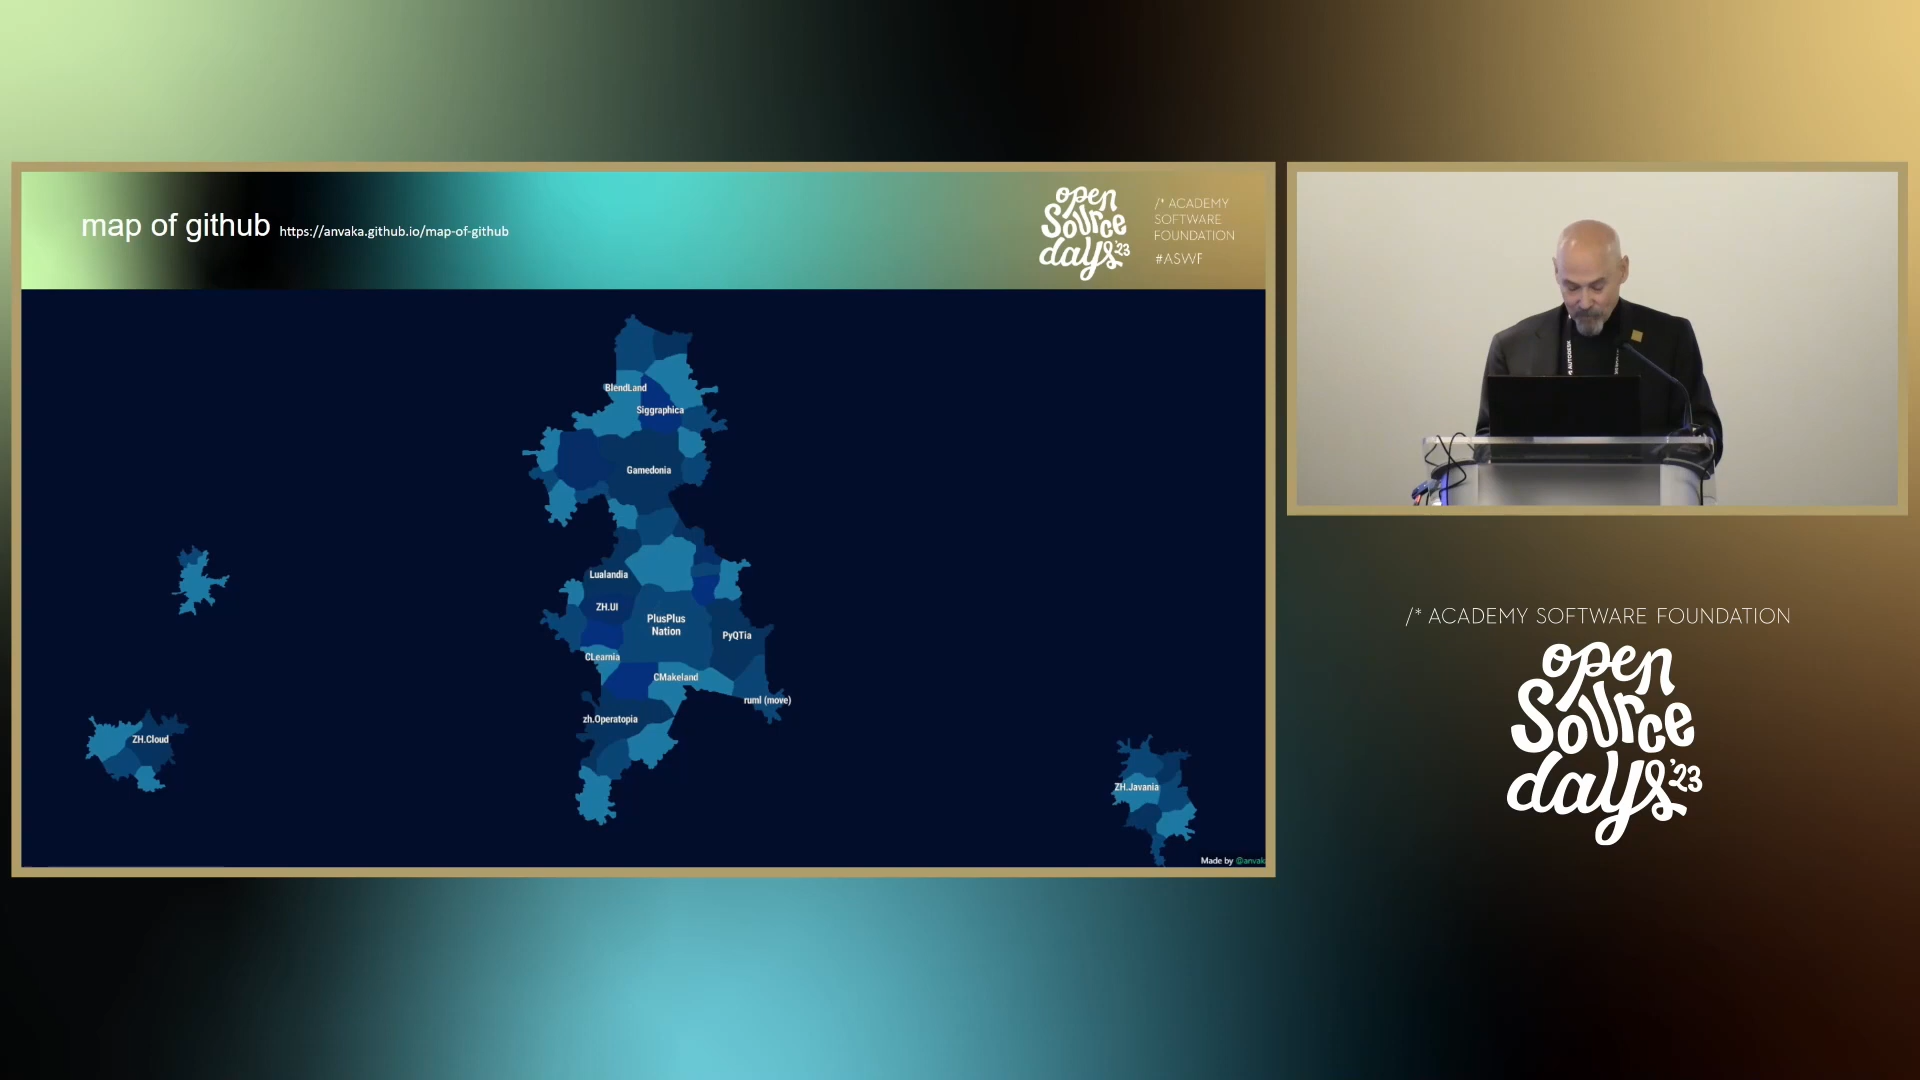 map of github https://anvaka.github.io/map-of-github
open
Source
days '23
/* ACADEMY
SOFTWARE
FOUNDATION
#ASWF
BlendLand
Siggraphica
Gamedonia
Lualandia
ZH.UI
PlusPlus
Nation
PyQTia
CLearnia
CMakeland
ruml (move)
zh.Operatopia
ZH.Cloud
ZH.Javania
Made by @anvak
AUTODESK
/* ACADEMY SOFTWARE FOUNDATION
open
Source
days '23